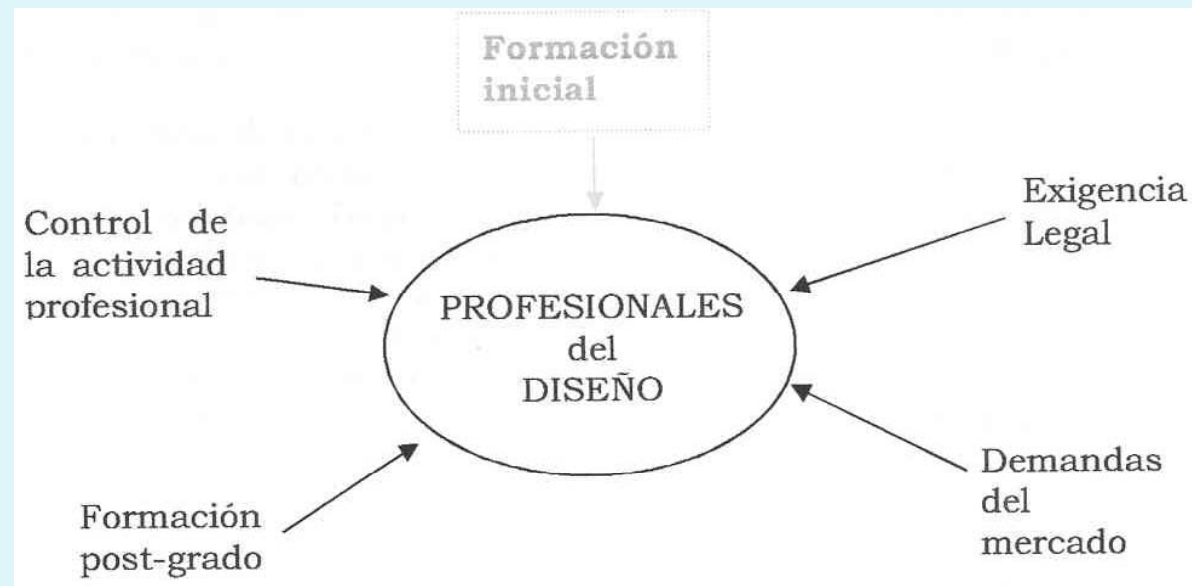 Formación
inicial
Exigencia
Legal
Control de
la actividad
profesional
PROFESIONALES
del
DISEÑO
Demandas
del
mercado
Formación
post-grado